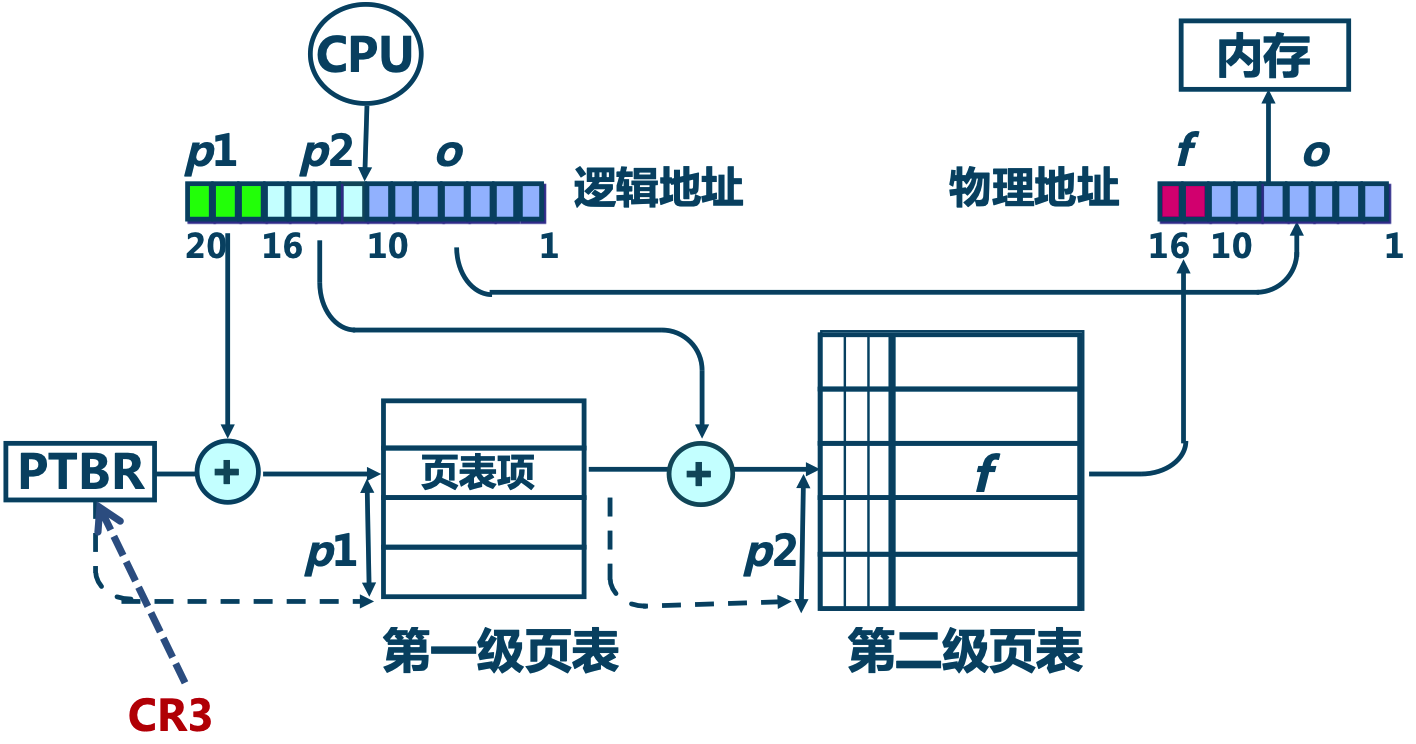 CPU
内存
p1 p2 o
f o
逻辑地址
物理地址
20 16 10 1
16 10 1
PTBR
+
页表项
+
f
p1
p2
第一级页表
第二级页表
CR3